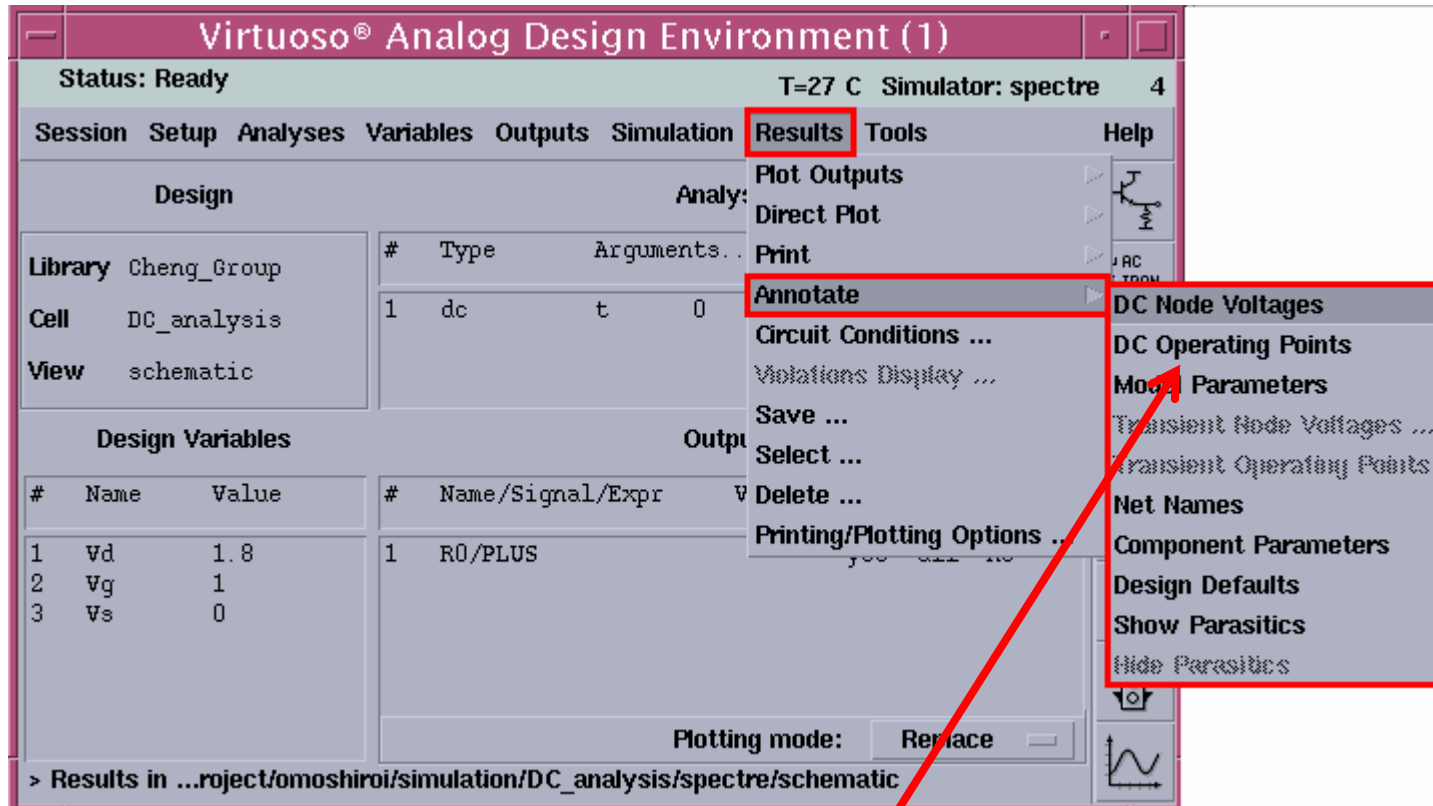 Virtuoso® Analog Design Environment (1)
Status: Ready
T=27 C Simulator: spectre 4
Session Setup Analyses Variables Outputs Simulation Results Tools Help
Design
Library Cheng_Group
Cell DC_analysis
View schematic
# Type Arguments..
1 dc t 0
Plot Outputs
Direct Plot
Print
Annotate
Circuit Conditions ...
Violations Display ...
Save ...
Select ...
Delete ...
Printing/Plotting Options ...
AC
DC Node Voltages
DC Operating Points
Model Parameters
Transient Node Voltages ...
Transient Operating Points
Net Names
Component Parameters
Design Defaults
Show Parasitics
Hide Parasitics
Design Variables
# Name Value
1 Vd 1.8
2 Vg 1
3 Vs 0
# Name/Signal/Expr
1 R0/PLUS
Plotting mode: Replace
> Results in ...roject/omoshiroi/simulation/DC_analysis/spectre/schematic